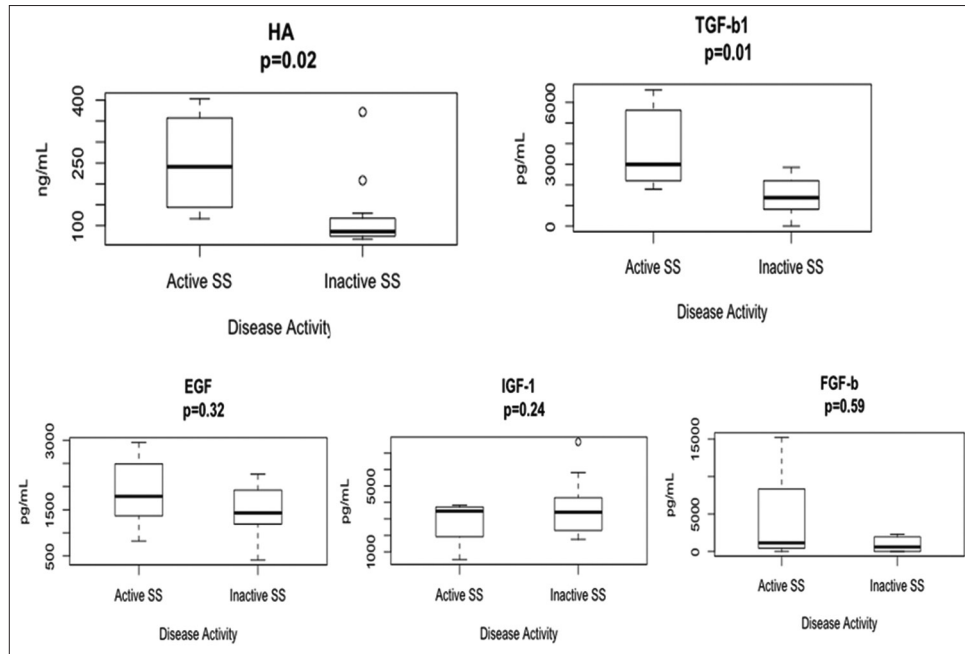 HA
p=0.02
400
250
100
ng/mL
Active SS Inactive SS
Disease Activity
TGF-b1
p=0.01
6000
3000
0
pg/mL
Active SS Inactive SS
Disease Activity
EGF
p=0.32
3000
1500
500
pg/mL
Active SS Inactive SS
Disease Activity
IGF-1
p=0.24
5000
1000
pg/mL
Active SS Inactive SS
Disease Activity
FGF-b
p=0.59
15000
5000
0
pg/mL
Active SS Inactive SS
Disease Activity